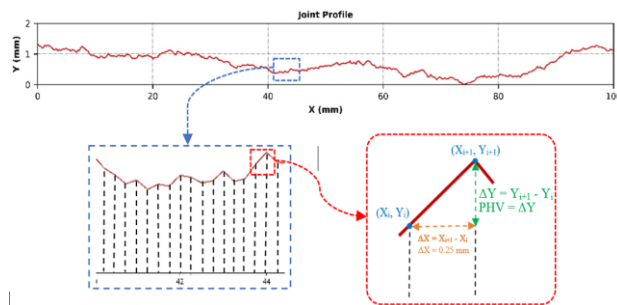 Joint Profile
2
1
0
Y (mm)
0 20 40 60 80 100
X (mm)
42 44
(Xi+1, Yi+1)
ΔY = Yi+1 - Yi
PHV = ΔY
(Xi, Yi)
ΔX = Xi+1 - Xi
ΔX = 0.25 mm